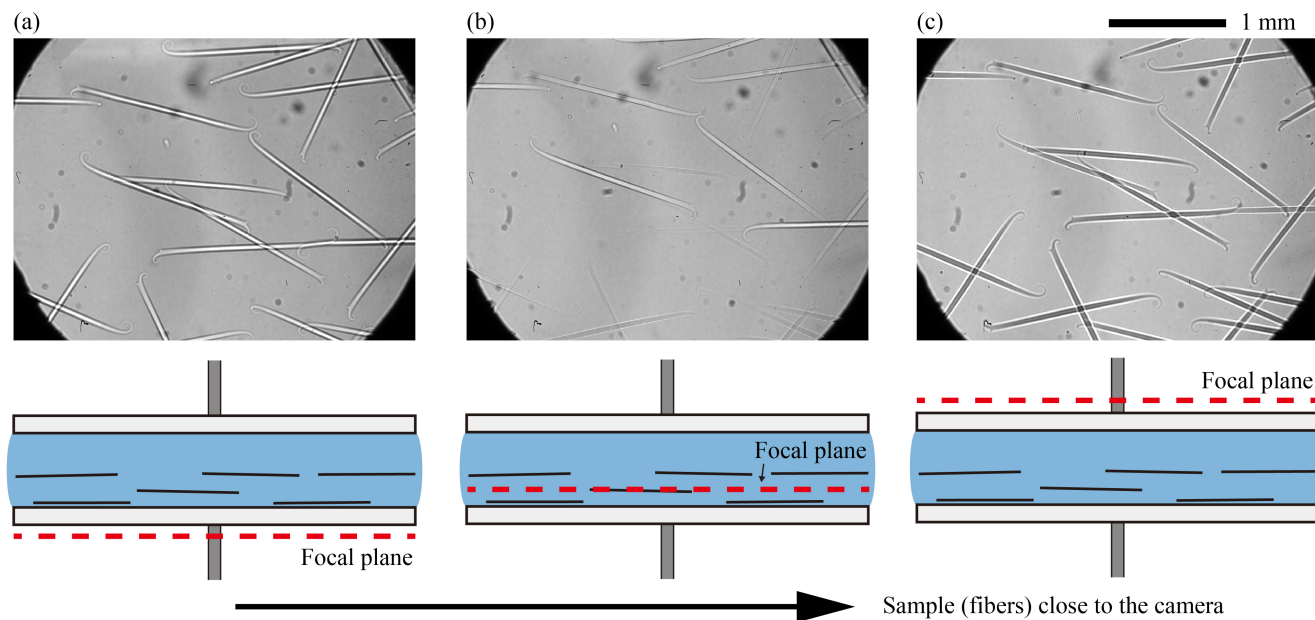 (a)
(b)
(c)
1 mm
Focal plane
Focal plane
Focal plane
Sample (fibers) close to the camera